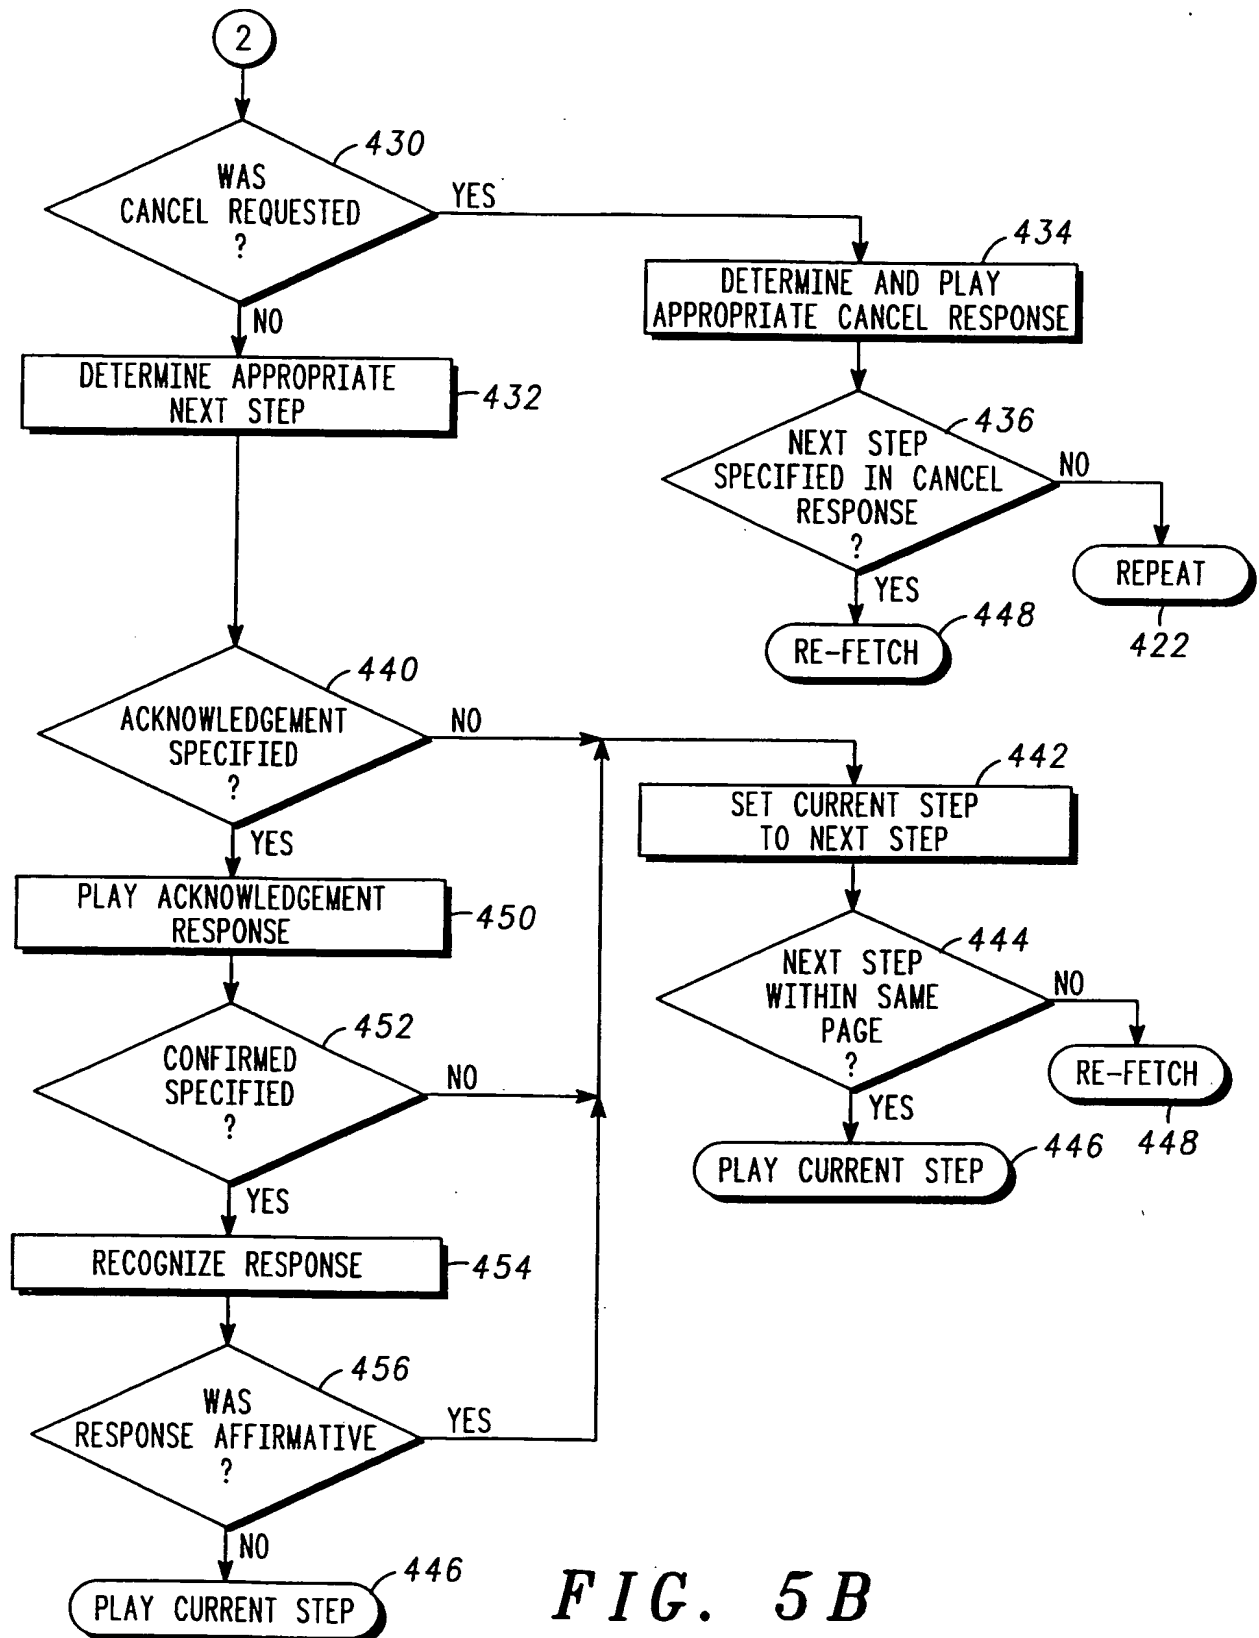 2
430
WAS
CANCEL REQUESTED
?
YES
NO
434
DETERMINE AND PLAY
APPROPRIATE CANCEL RESPONSE
DETERMINE APPROPRIATE
NEXT STEP
432
436
NEXT STEP
SPECIFIED IN CANCEL
RESPONSE
?
NO
YES
REPEAT
422
448
RE-FETCH
440
ACKNOWLEDGEMENT
SPECIFIED
?
NO
YES
442
SET CURRENT STEP
TO NEXT STEP
PLAY ACKNOWLEDGEMENT
RESPONSE
450
444
NEXT STEP
WITHIN SAME
PAGE
?
NO
YES
RE-FETCH
448
452
CONFIRMED
SPECIFIED
?
NO
YES
PLAY CURRENT STEP
446
RECOGNIZE RESPONSE
454
456
WAS
RESPONSE AFFIRMATIVE
?
YES
NO
446
PLAY CURRENT STEP
FIG. 5B